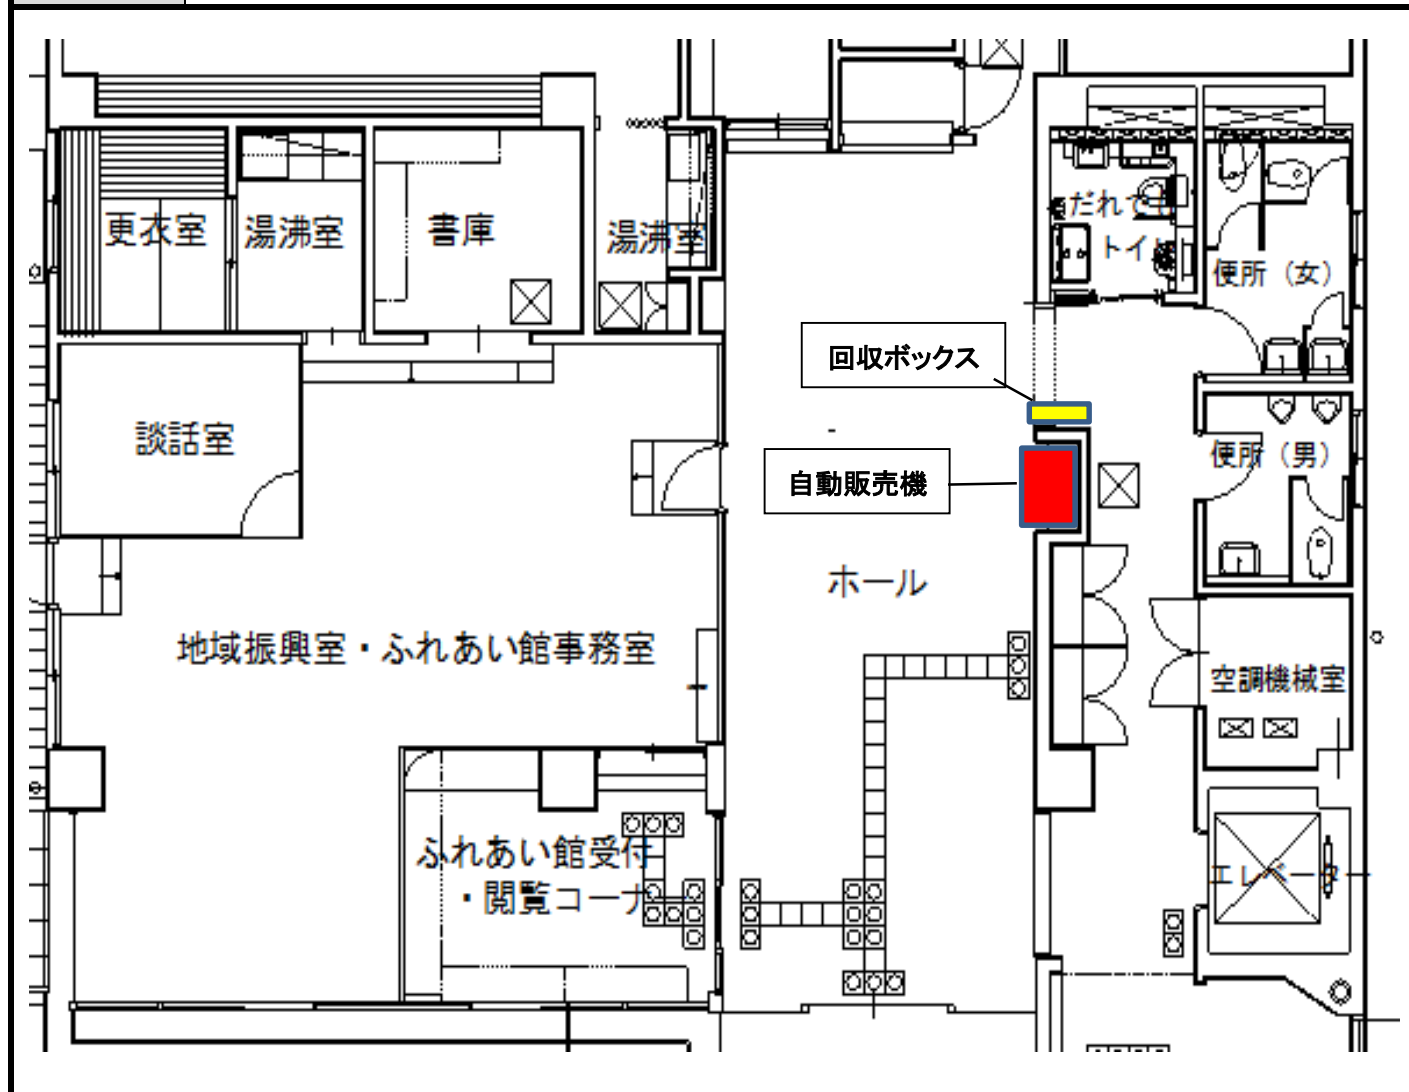 更衣室
湯沸室
書庫
湯沸室
だれでも
トイレ
便所（女）
回収ボックス
談話室
便所（男）
自動販売機
ホール
地域振興室・ふれあい館事務室
空調機械室
ふれあい館受付
・閲覧コーナ
エレベーター